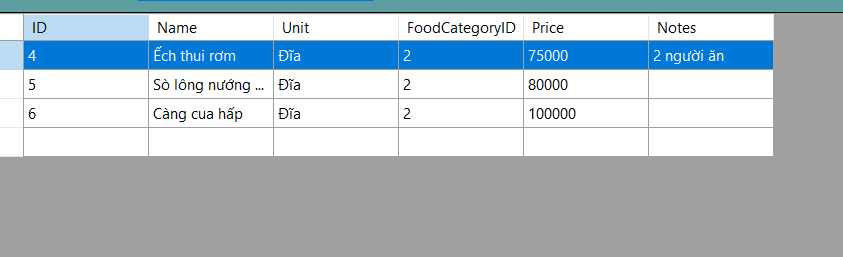 ID Name Unit FoodCategoryID Price Notes
4 Ếch thui rơm Đĩa 2 75000 2 người ăn
5 Sò lông nướng ... Đĩa 2 80000
6 Càng cua hấp Đĩa 2 100000